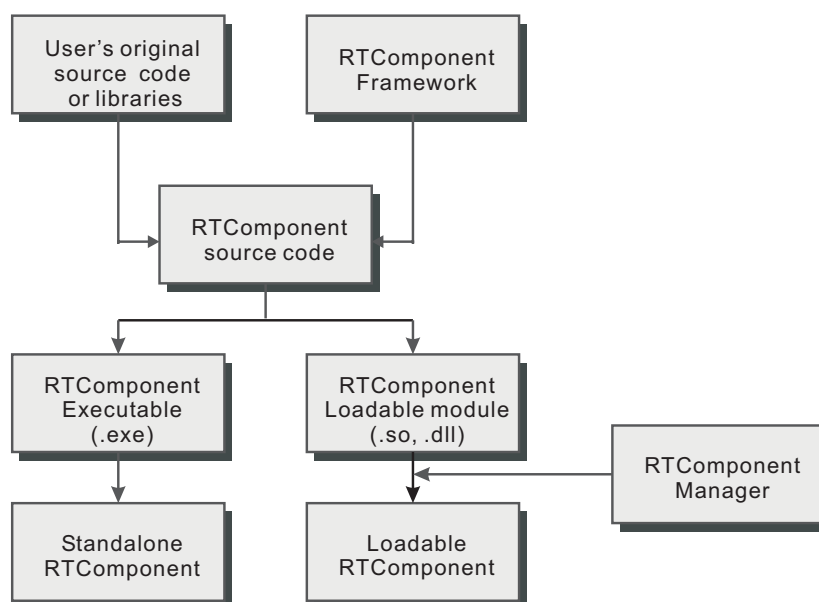 User's original
source code
or libraries
RTComponent
Framework
RTComponent
source code
RTComponent
Executable
(.exe)
RTComponent
Loadable module
(.so, .dll)
RTComponent
Manager
Standalone
RTComponent
Loadable
RTComponent